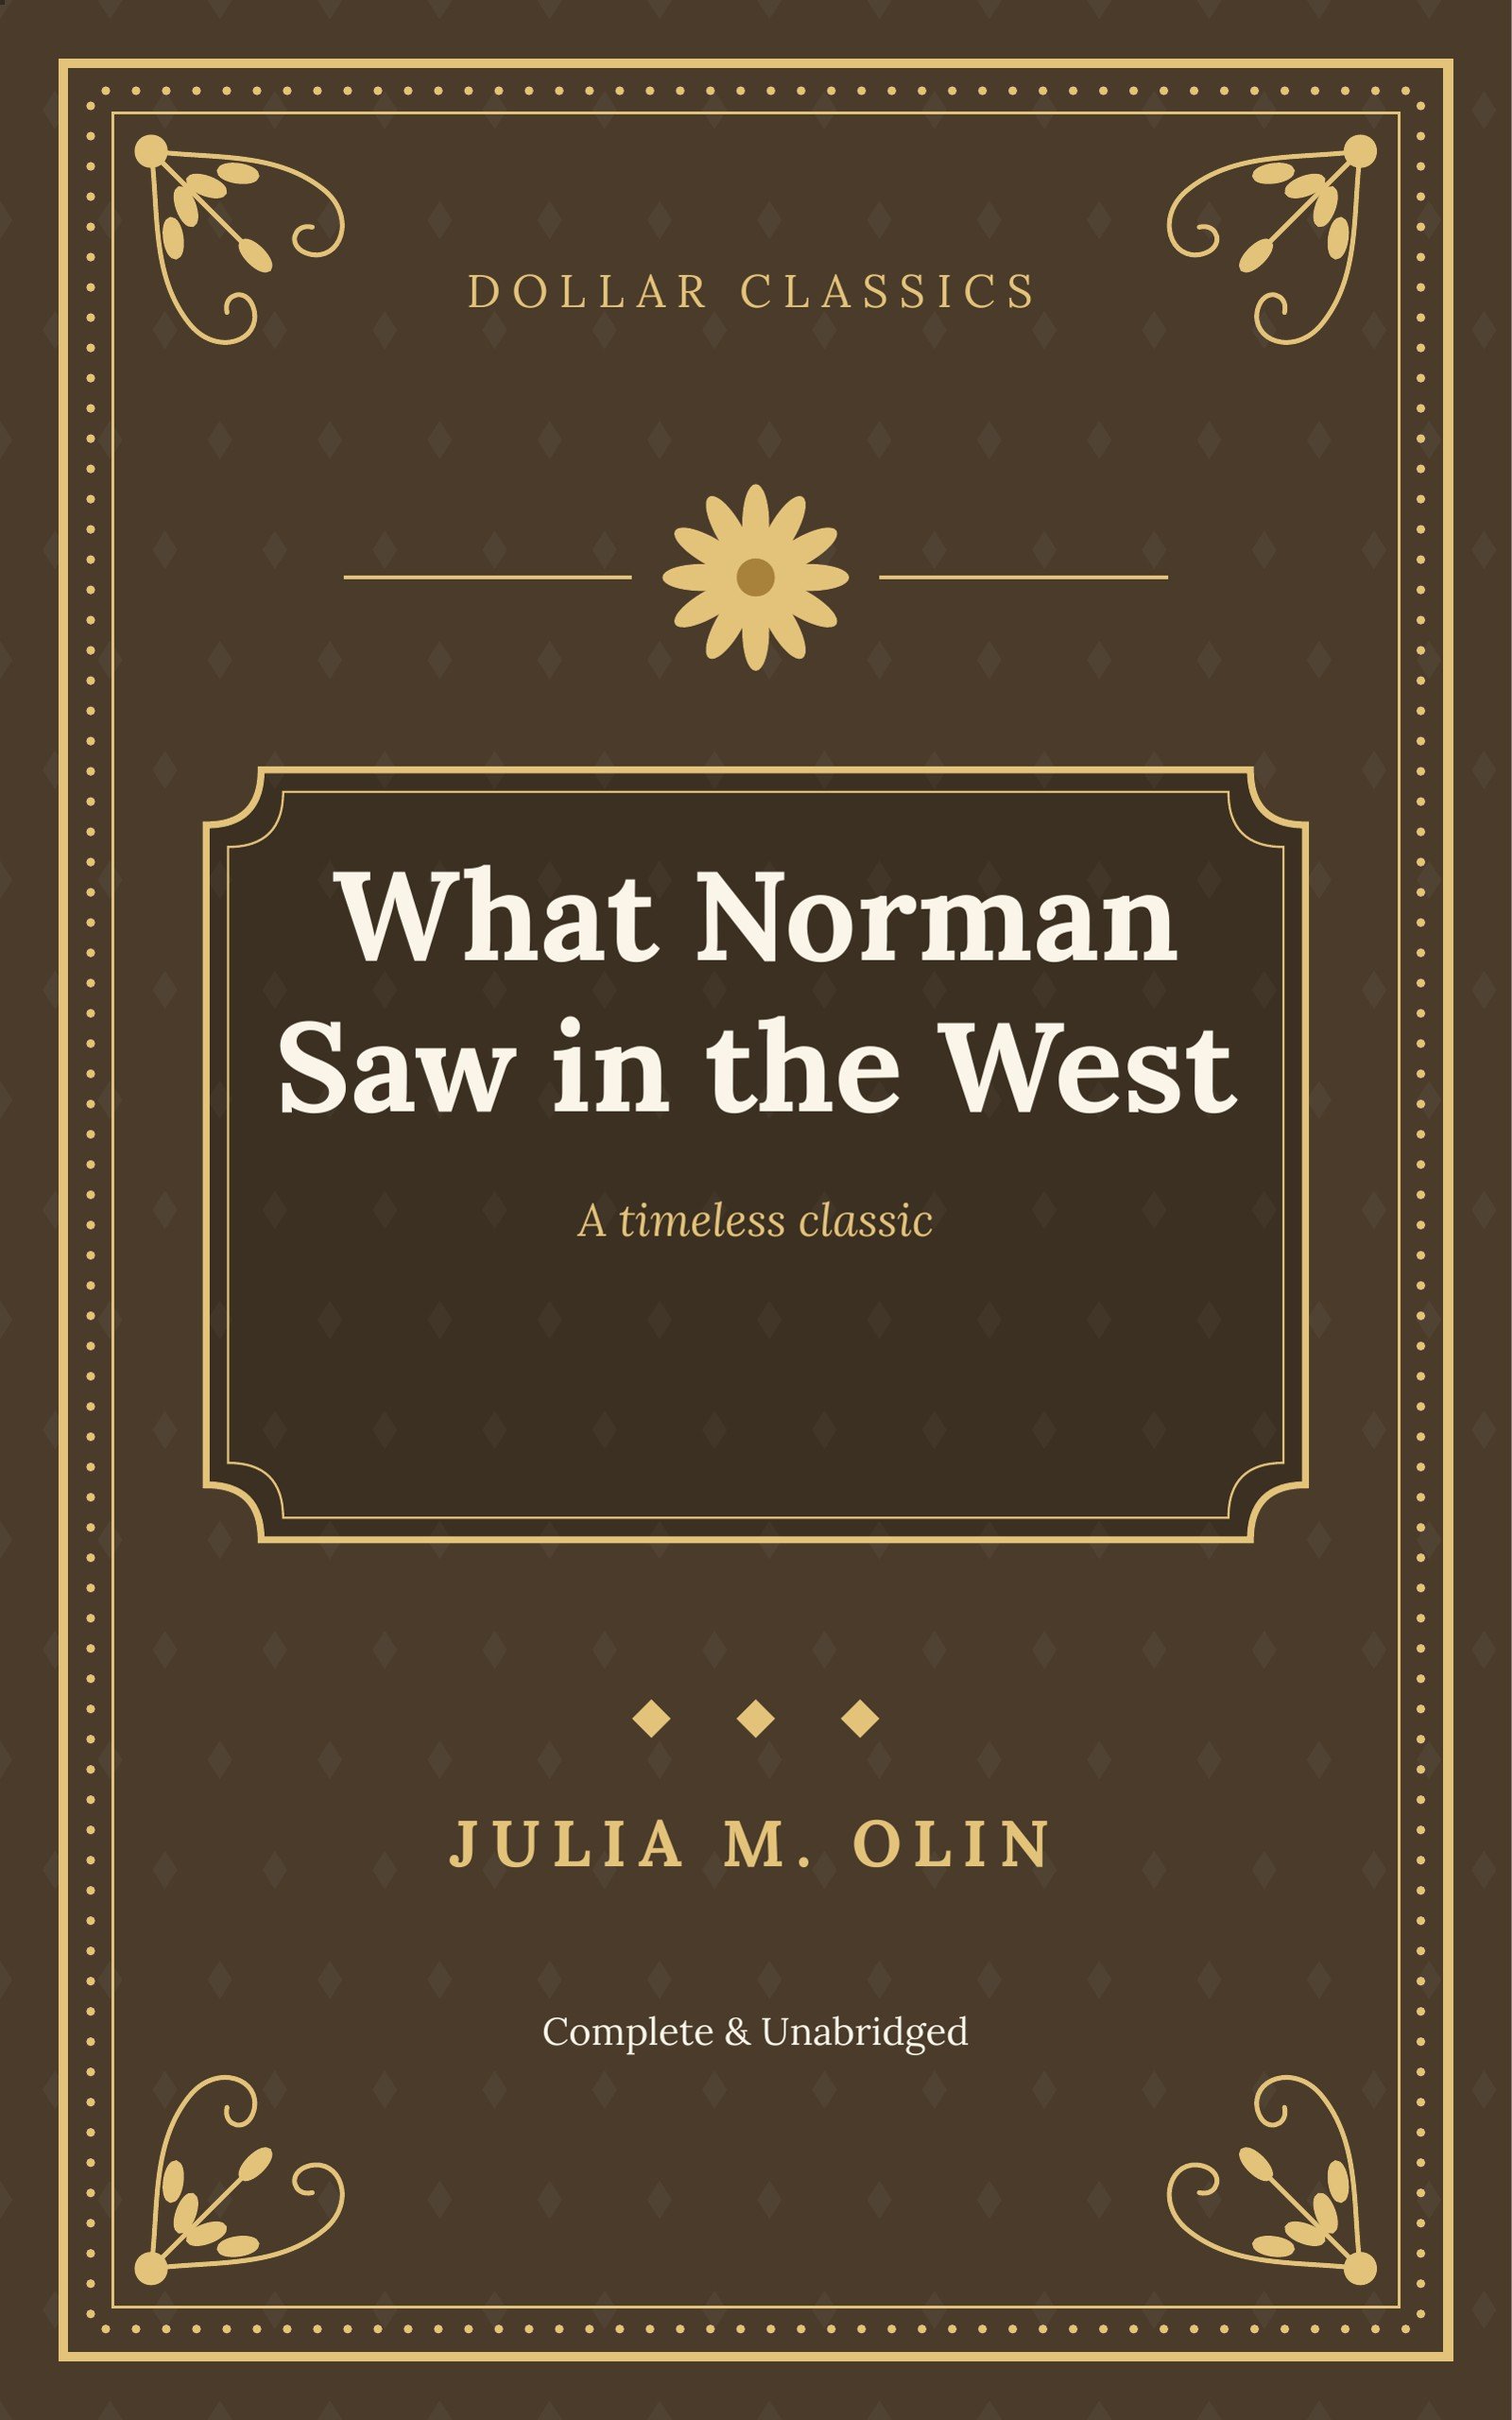 DOLLAR CLASSICS
What Norman
Saw in the West
A timeless classic
JULIA M. OLIN
Complete & Unabridged